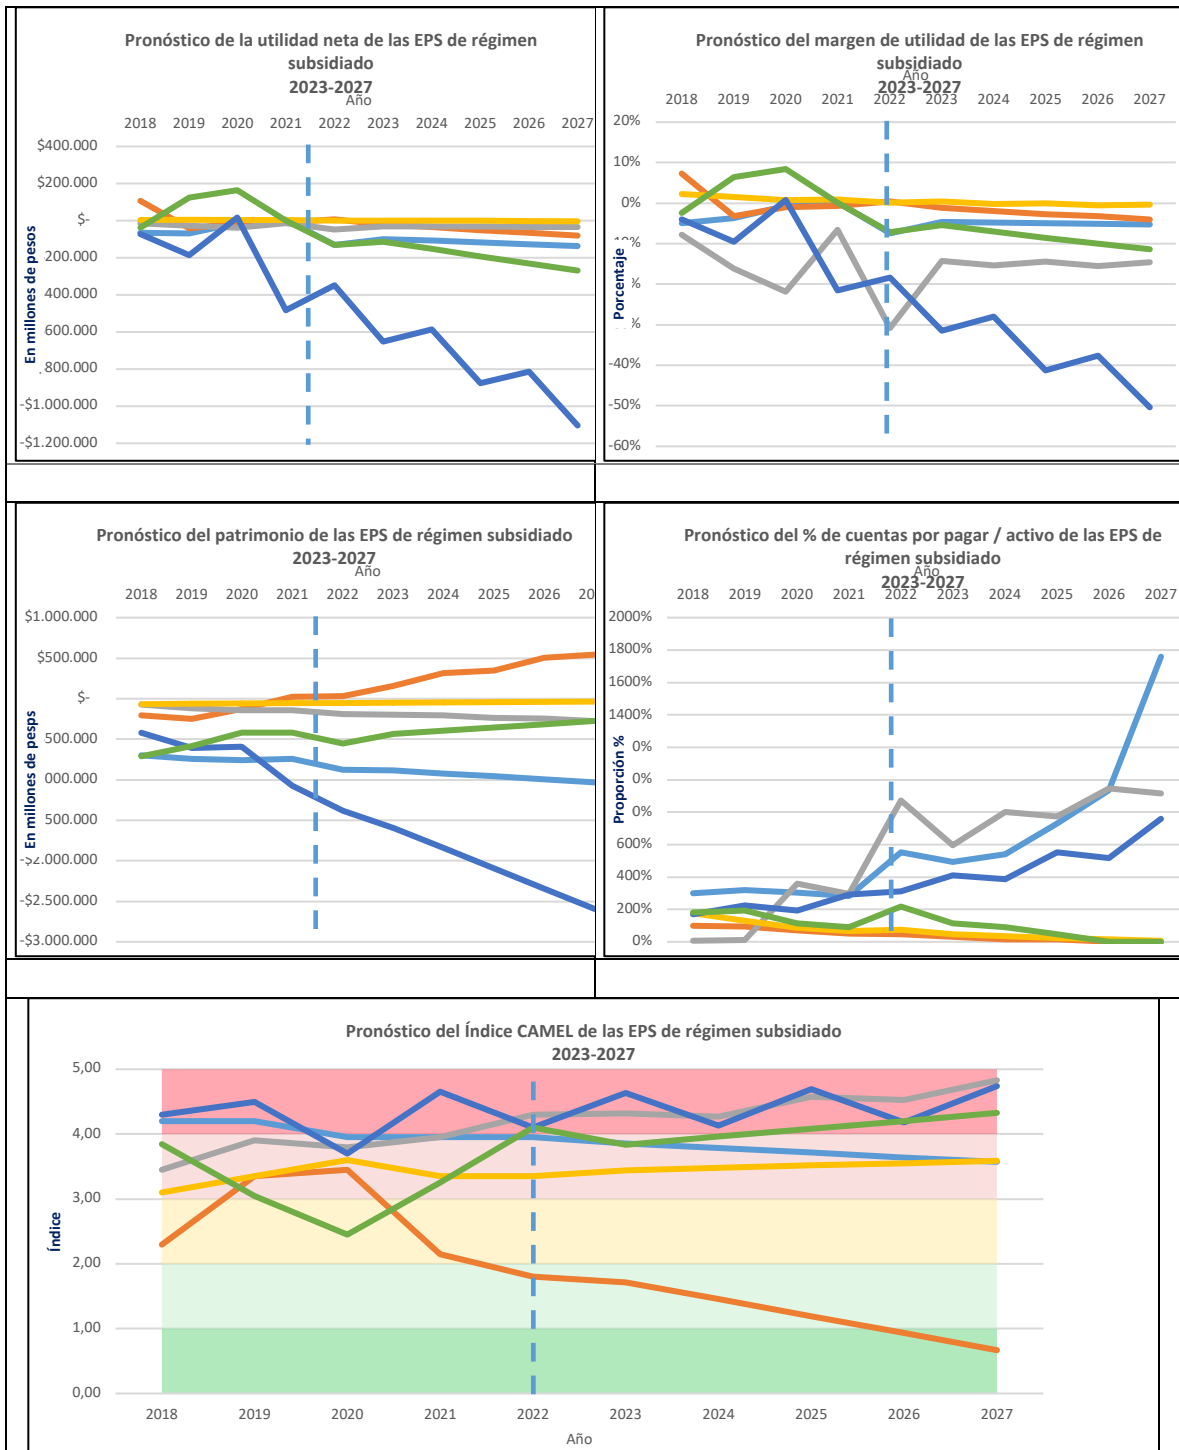 Pronóstico de la utilidad neta de las EPS de régimen
subsidiado
2023-2027
Año
2018 2019 2020 2021 2022 2023 2024 2025 2026 2027
$400.000
$200.000
$-
200.000
400.000
600.000
800.000
-$1.000.000
-$1.200.000
En millones de pesos
Pronóstico del margen de utilidad de las EPS de régimen
subsidiado
Año
2023-2027
2018 2019 2020 2021 2022 2023 2024 2025 2026 2027
20%
10%
0%
10%
%
%
-40%
-50%
-60%
Porcentaje
Pronóstico del patrimonio de las EPS de régimen subsidiado
2023-2027
Año
2018 2019 2020 2021 2022 2023 2024 2025 2026 20
$1.000.000
$500.000
$-
500.000
000.000
500.000
-$2.000.000
-$2.500.000
-$3.000.000
En millones de pesps
Pronóstico del % de cuentas por pagar / activo de las EPS de
régimen subsidiado
Año
2023-2027
2018 2019 2020 2021 2022 2023 2024 2025 2026 2027
2000%
1800%
1600%
1400%
0%
0%
0%
600%
400%
200%
0%
Proporción %
Pronóstico del Índice CAMEL de las EPS de régimen subsidiado
2023-2027
5,00
4,00
3,00
2,00
1,00
0,00
Índice
2018 2019 2020 2021 2022 2023 2024 2025 2026 2027
Año